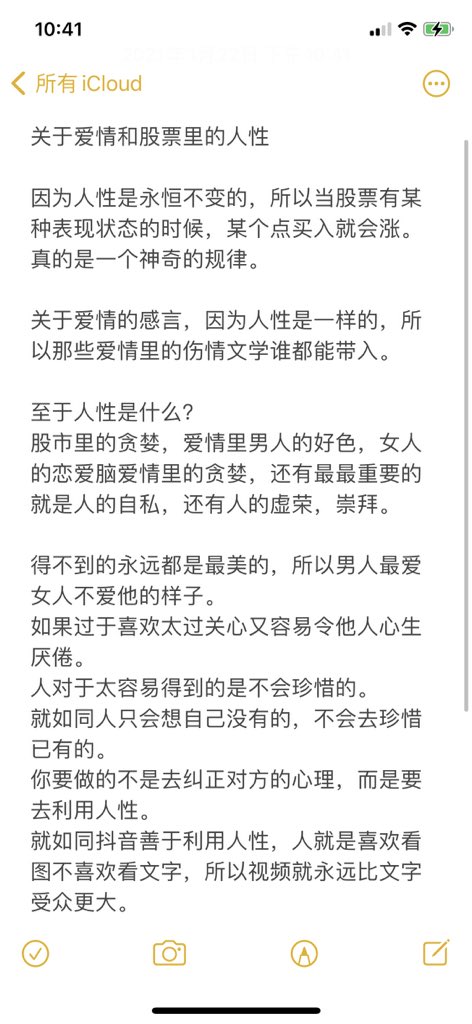 10:41
所有 iCloud
关于爱情和股票里的人性
因为人性是永恒不变的，所以当股票有某
种表现状态的时候，某个点买入就会涨。
真的是一个神奇的规律。
关于爱情的感言，因为人性是一样的，所
以那些爱情里的伤情文学谁都能带入。
至于人性是什么？
股市里的贪婪，爱情里男人的好色，女人
的恋爱脑爱情里的贪婪，还有最最重要的
就是人的自私，还有人的虚荣，崇拜。
得不到的永远都是最美的，所以男人最爱
女人不爱他的样子。
如果过于喜欢太过关心又容易令他人心生
厌倦。
人对于太容易得到的是不会珍惜的。
就如同人只会想自己没有的，不会去珍惜
已有的。
你要做的不是去纠正对方的心理，而是要
去利用人性。
就如同抖音善于利用人性，人就是喜欢看
图不喜欢看文字，所以视频就永远比文字
受众更大。